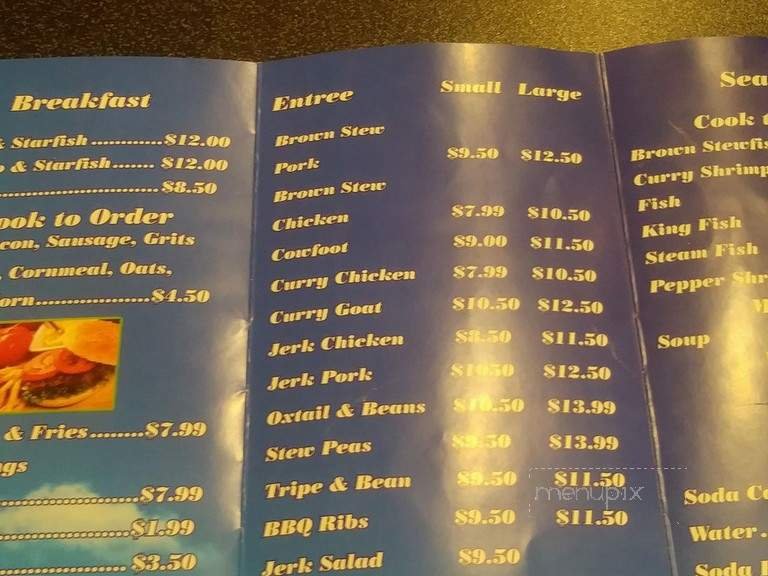 Breakfast
& Starfish............$12.00
& Starfish....... $12.00
............................$8.50
ook to Order
con, Sausage, Grits
, Cornmeal, Oats,
orn....................$4.50
& Fries.........$7.99
ngs
.........................$7.99
.......................$1.99
....................... $3.50
Entree Small Large
Brown Stew
Pork $9.50 $12.50
Brown Stew
Chicken $7.99 $10.50
Cowfoot $9.00 $11.50
Curry Chicken $7.99 $10.50
Curry Goat $10.50 $12.50
Jerk Chicken $8.50 $11.50
Jerk Pork $10.50 $12.50
Oxtail & Beans $10.50 $13.99
Stew Peas $9.50 $13.99
Tripe & Bean $9.50 $11.50
BBQ Ribs $9.50 $11.50
Jerk Salad $9.50
Sea
Cook t
Brown Stewfis
Curry Shrimp
Fish
King Fish
Steam Fish
Pepper Shr
M
Soup
Soda Ca
Water.
Soda
menupix